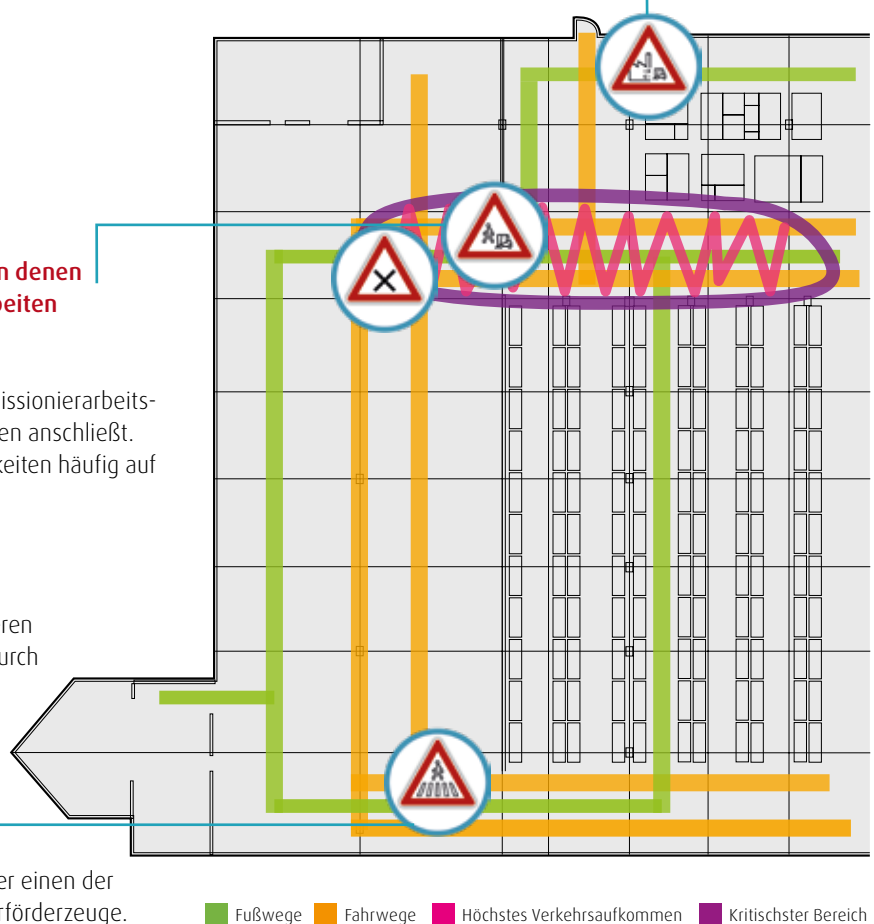 n denen
beiten
issionierarbeits-
en anschließt.
keiten häufig auf
ren
urch
er einen der
rförderzeuge.
Fußwege Fahrwege Höchstes Verkehrsaufkommen Kritischster Bereich